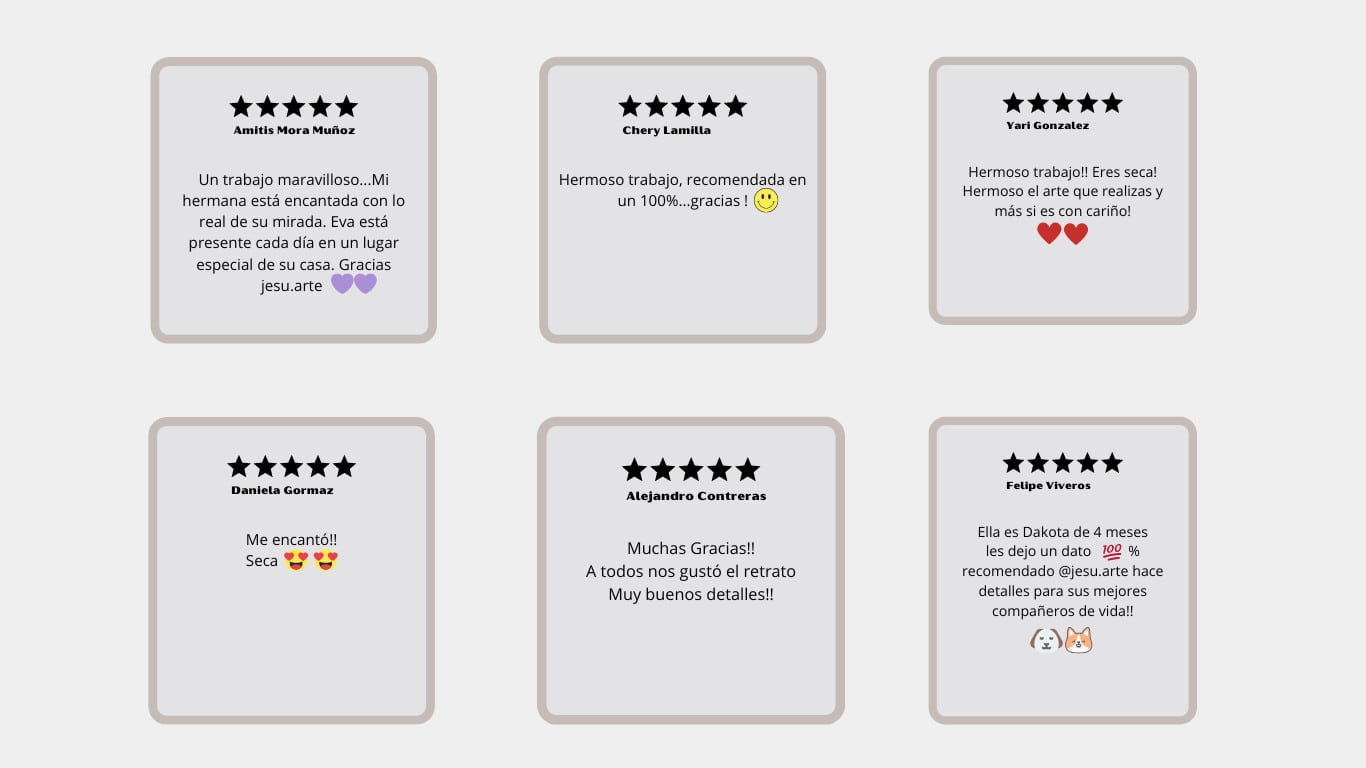 ★★★★★
Amitis Mora Muñoz
Un trabajo maravilloso...Mi
hermana está encantada con lo
real de su mirada. Eva está
presente cada día en un lugar
especial de su casa. Gracias
jesu.arte 💜💜
★★★★★
Chery Lamilla
Hermoso trabajo, recomendada en
un 100%...gracias ! 🙂
★★★★★
Yari Gonzalez
Hermoso trabajo!! Eres seca!
Hermoso el arte que realizas y
más si es con cariño!
❤️❤️
★★★★★
Daniela Gormaz
Me encantó!!
Seca 😍😍
★★★★★
Alejandro Contreras
Muchas Gracias!!
A todos nos gustó el retrato
Muy buenos detalles!!
★★★★★
Felipe Viveros
Ella es Dakota de 4 meses
les dejo un dato 💯 %
recomendado @jesu.arte hace
detalles para sus mejores
compañeros de vida!!
🐶🐱